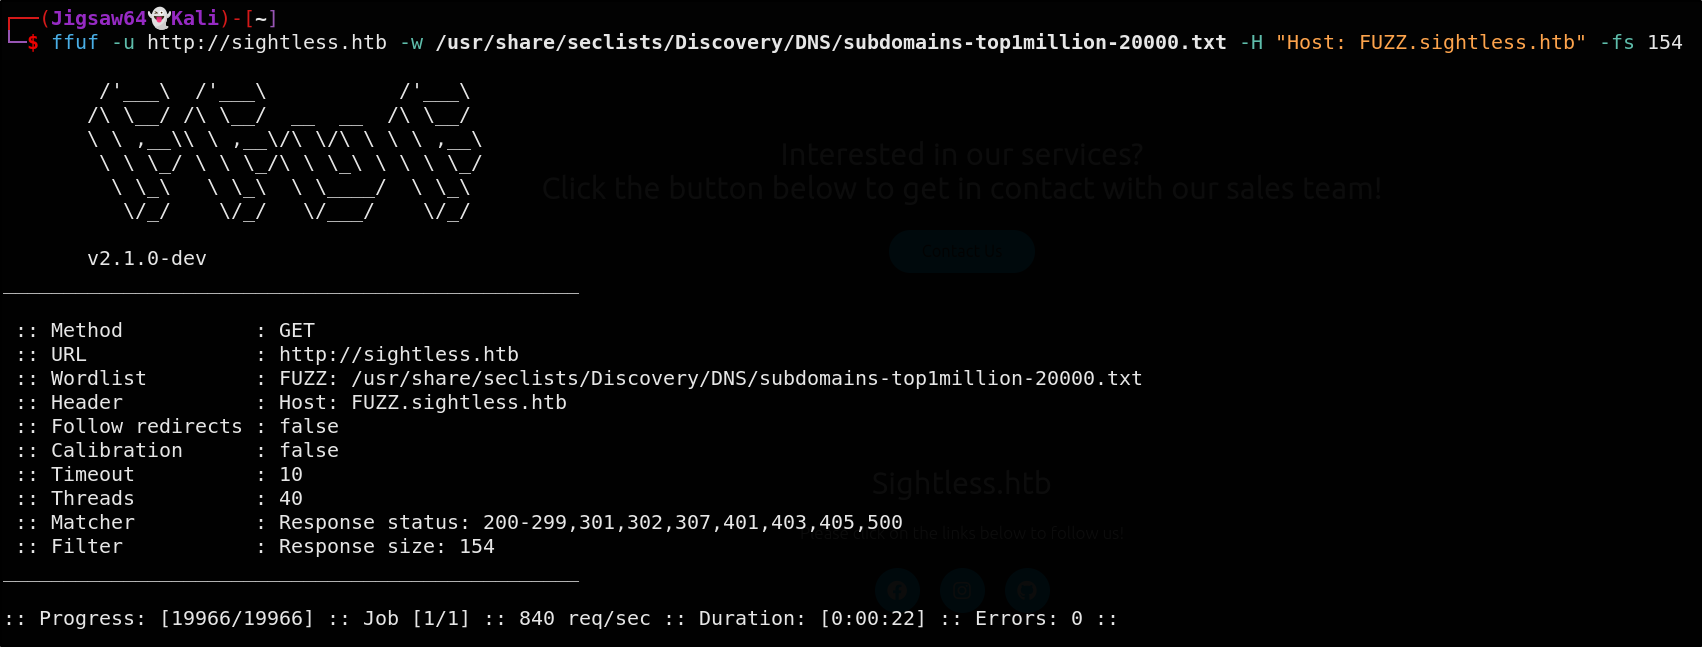 ┌──(Jigsaw64👻Kali)-[~]
└─$ ffuf -u http://sightless.htb -w /usr/share/seclists/Discovery/DNS/subdomains-top1million-20000.txt -H "Host: FUZZ.sightless.htb" -fs 154
        /'___\  /'___\           /'___\
       /\ \__/ /\ \__/  __  __  /\ \__/
       \ \ ,__\\ \ ,__\/\ \/\ \ \ \ ,__\
        \ \ \_/ \ \ \_/\ \ \_\ \ \ \ \_/
         \ \_\   \ \_\  \ \____/  \ \_\
          \/_/    \/_/   \/___/    \/_/
Interested in our services?
Click the button below to get in contact with our sales team!
Contact Us
v2.1.0-dev
________________________________________________
:: Method           : GET
:: URL              : http://sightless.htb
:: Wordlist         : FUZZ: /usr/share/seclists/Discovery/DNS/subdomains-top1million-20000.txt
:: Header           : Host: FUZZ.sightless.htb
:: Follow redirects : false
:: Calibration      : false
:: Timeout          : 10
:: Threads          : 40
:: Matcher          : Response status: 200-299,301,302,307,401,403,405,500
:: Filter           : Response size: 154
________________________________________________
Sightless.htb
Please click on the links below to follow us!
:: Progress: [19966/19966] :: Job [1/1] :: 840 req/sec :: Duration: [0:00:22] :: Errors: 0 ::